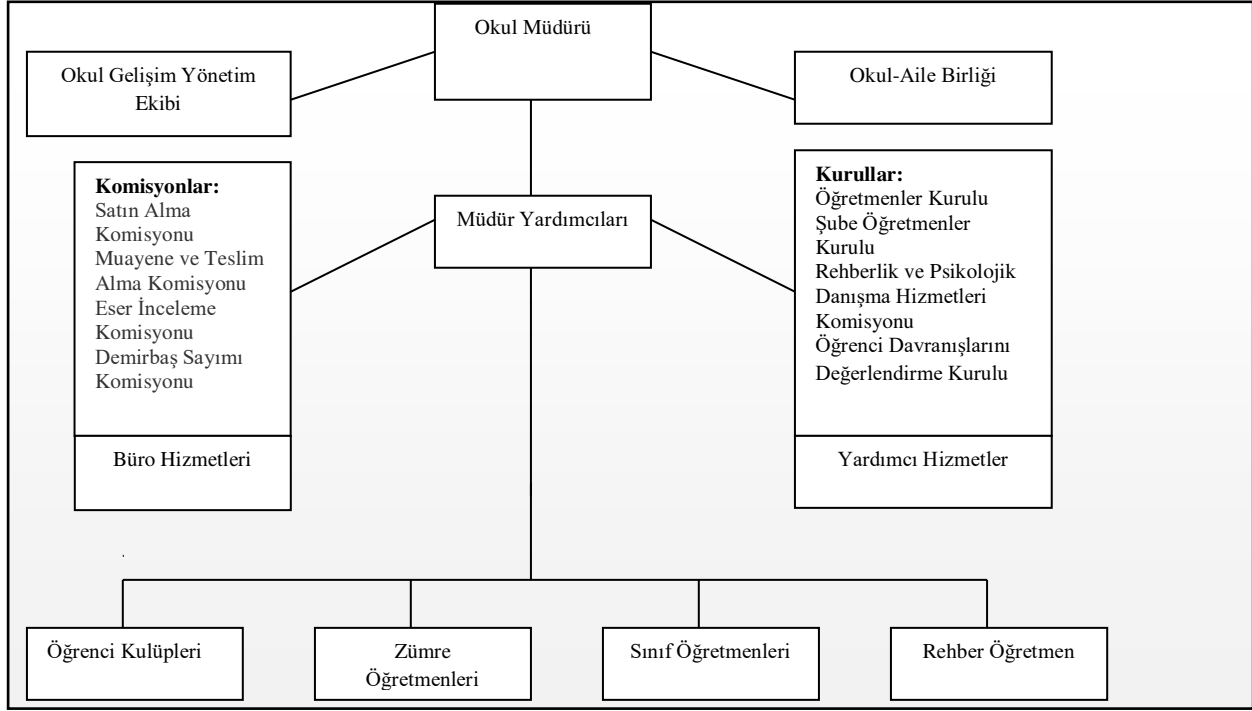 Okul Müdürü
Okul Gelişim Yönetim
Ekibi
Okul-Aile Birliği
Komisyonlar:
Satın Alma
Komisyonu
Muayene ve Teslim
Alma Komisyonu
Eser İnceleme
Komisyonu
Demirbaş Sayımı
Komisyonu
Müdür Yardımcıları
Kurullar:
Öğretmenler Kurulu
Şube Öğretmenler
Kurulu
Rehberlik ve Psikolojik
Danışma Hizmetleri
Komisyonu
Öğrenci Davranışlarını
Değerlendirme Kurulu
Büro Hizmetleri
Yardımcı Hizmetler
Öğrenci Kulüpleri
Zümre
Öğretmenleri
Sınıf Öğretmenleri
Rehber Öğretmen